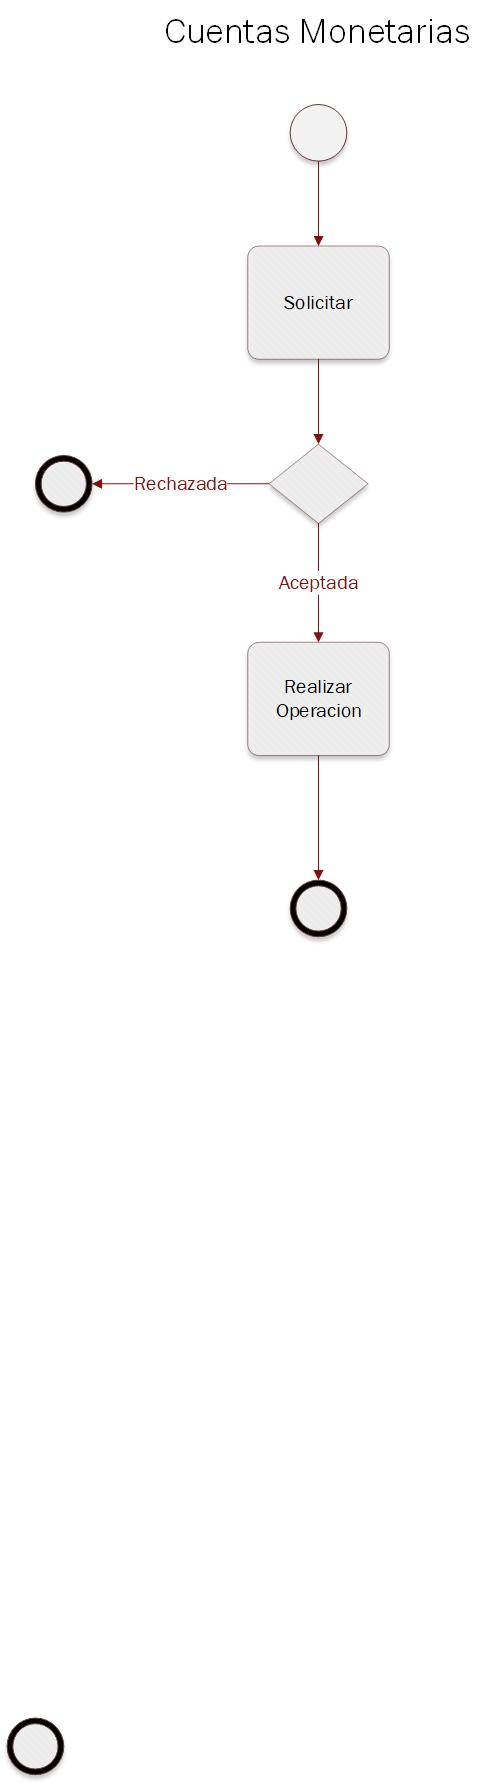 Cuentas Monetarias
Solicitar
Rechazada
Aceptada
Realizar
Operacion